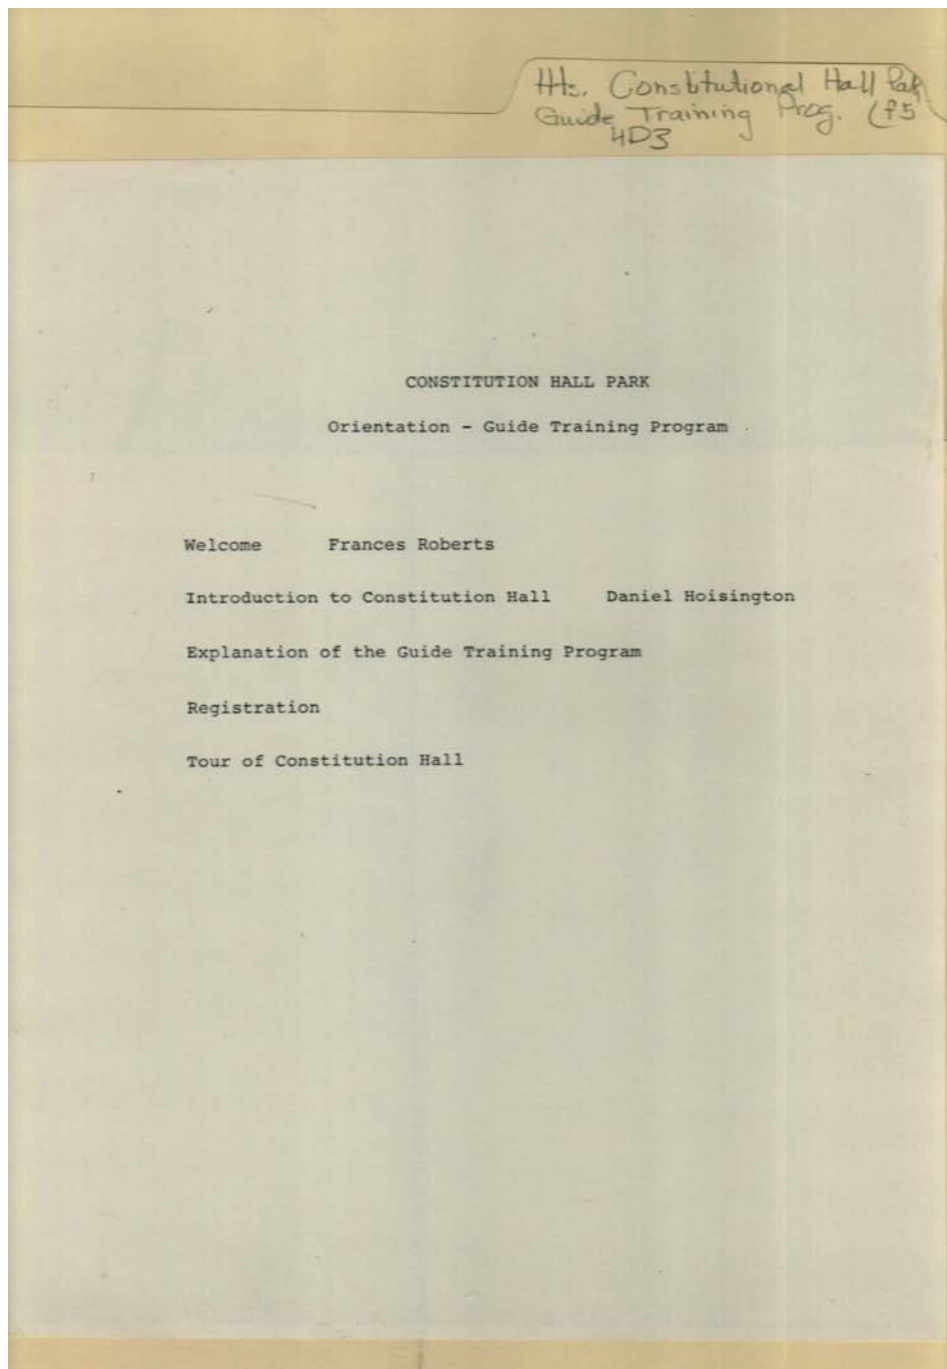 Hts. Constitutional Hall Park
Guide Training Prog. (f5
4D3
CONSTITUTION HALL PARK
Orientation - Guide Training Program
Welcome Frances Roberts
Introduction to Constitution Hall Daniel Hoisington
Explanation of the Guide Training Program
Registration
Tour of Constitution Hall